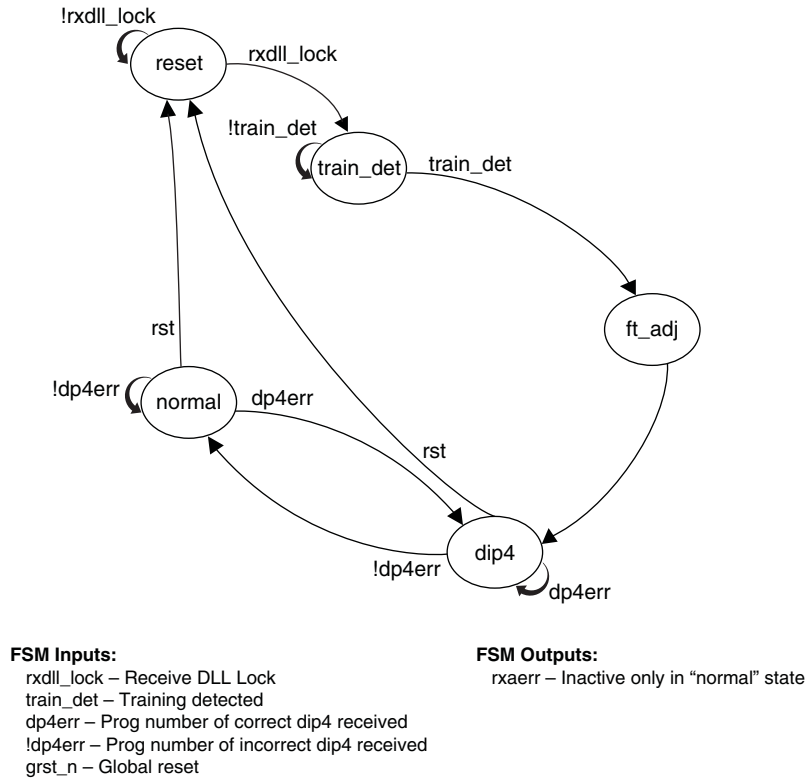 !rxdll_lock
reset
rxdll_lock
!train_det
train_det
train_det
ft_adj
rst
!dp4err
normal
dp4err
rst
dip4
!dp4err
dp4err
FSM Inputs:
rxdll_lock – Receive DLL Lock
train_det – Training detected
dp4err – Prog number of correct dip4 received
!dp4err – Prog number of incorrect dip4 received
grst_n – Global reset
FSM Outputs:
rxaerr – Inactive only in “normal” state